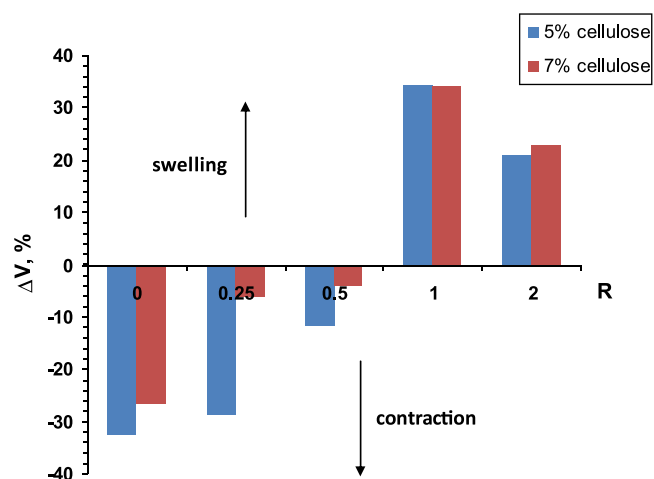 5% cellulose
7% cellulose
40
30
20
10
0
-10
-20
-30
-40
ΔV, %
swelling
contraction
0
0.25
0.5
1
2
R